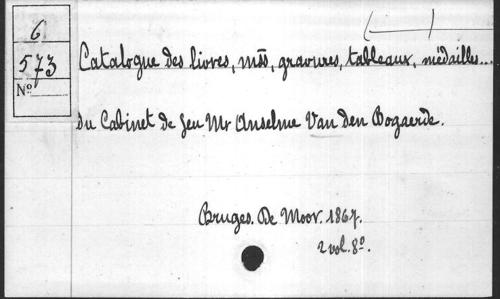 6
573
Nº
Catalogue des livres, mss, gravures, tableaux, médailles...
du Cabinet de feu Mr Anselme Van den Bogaerde.
Bruges. De Moor. 1867.
2 vol. 8º.